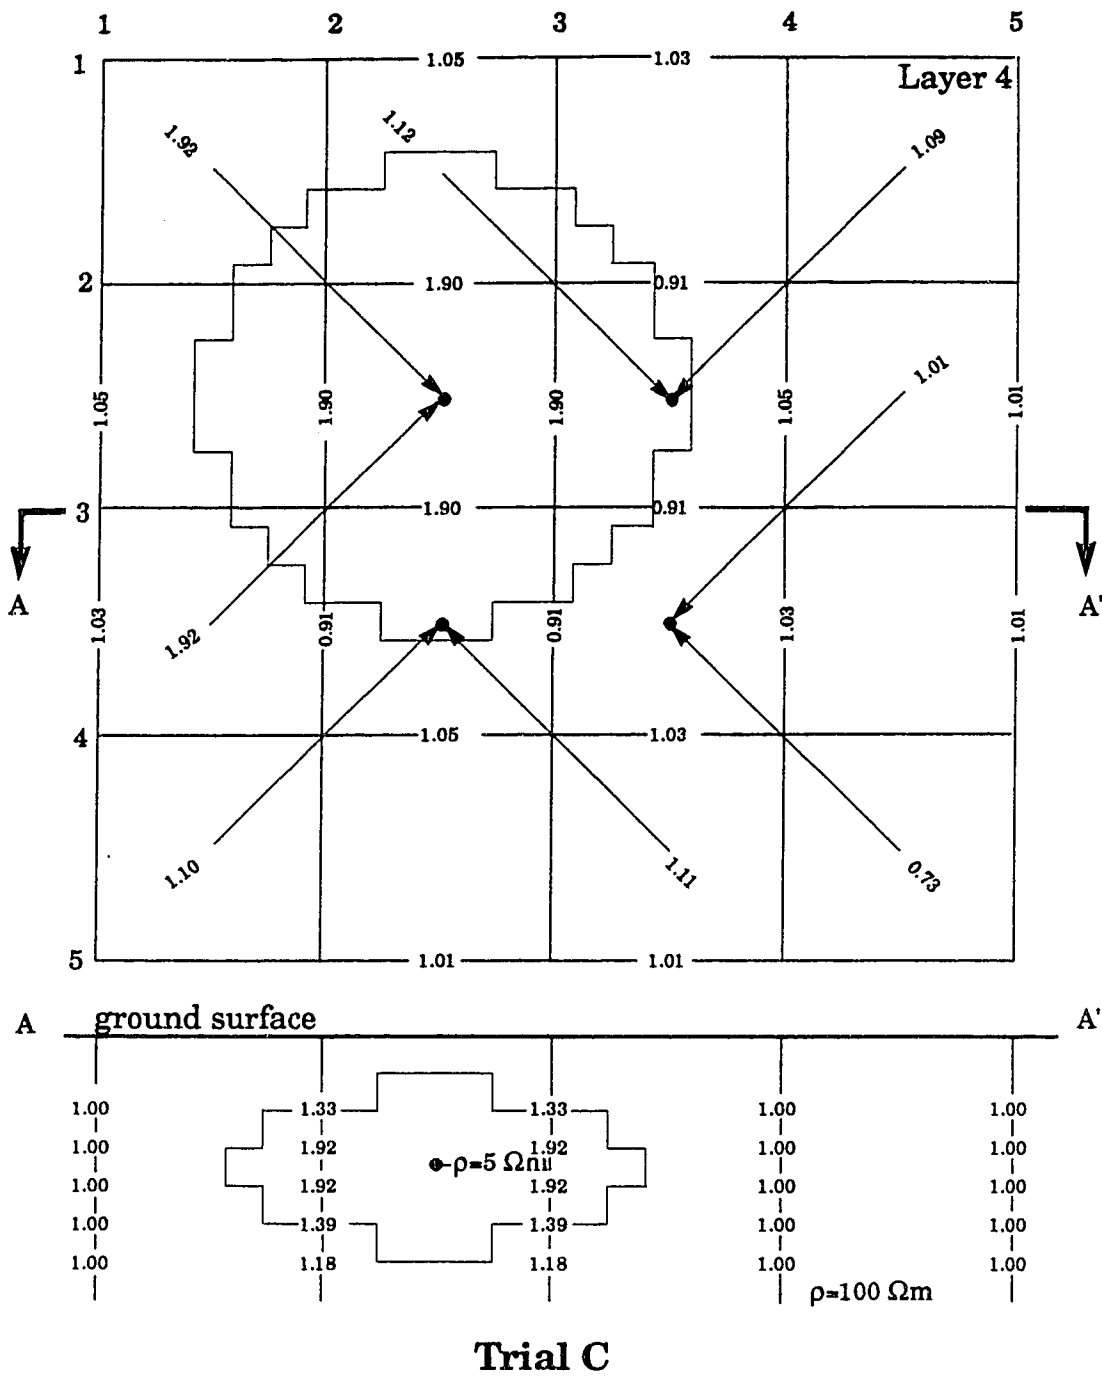 1 2 3 4 5
1 1.05 1.03
Layer 4
1.92 1.12 1.09
2 1.90 0.91
1.01
1.05 1.90 1.90 1.05 1.01
3 1.90 0.91
A A'
1.03 0.91 0.91 1.03 1.01
1.92
4 1.05 1.03
1.10 1.11 0.73
5 1.01 1.01
A ground surface A'
1.00 1.33 1.33 1.00 1.00
1.00 1.92 1.92 1.00 1.00
ρ=5 Ωm
1.00 1.92 1.92 1.00 1.00
1.00 1.39 1.39 1.00 1.00
1.00 1.18 1.18 1.00 1.00
ρ=100 Ωm
Trial C